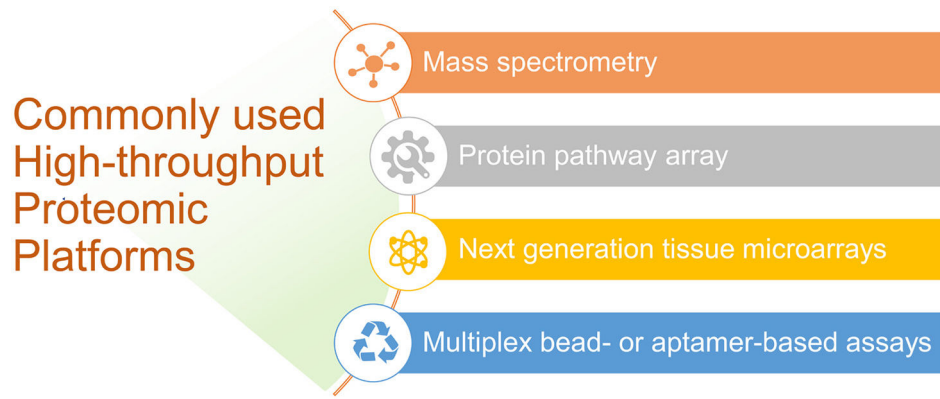 Commonly used
High-throughput
Proteomic
Platforms
Mass spectrometry
Protein pathway array
Next generation tissue microarrays
Multiplex bead- or aptamer-based assays